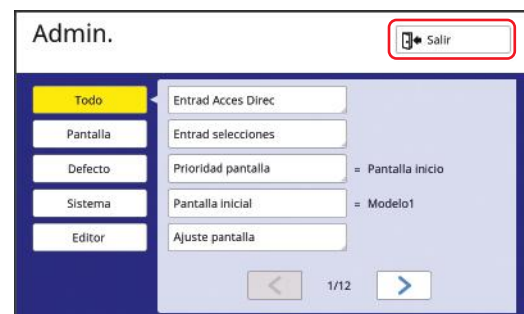 Admin.
Salir
Todo
Entrad Acces Direc
Pantalla
Entrad selecciones
Defecto
Prioridad pantalla = Pantalla inicio
Sistema
Pantalla inicial = Modelo1
Editor
Ajuste pantalla
1/12